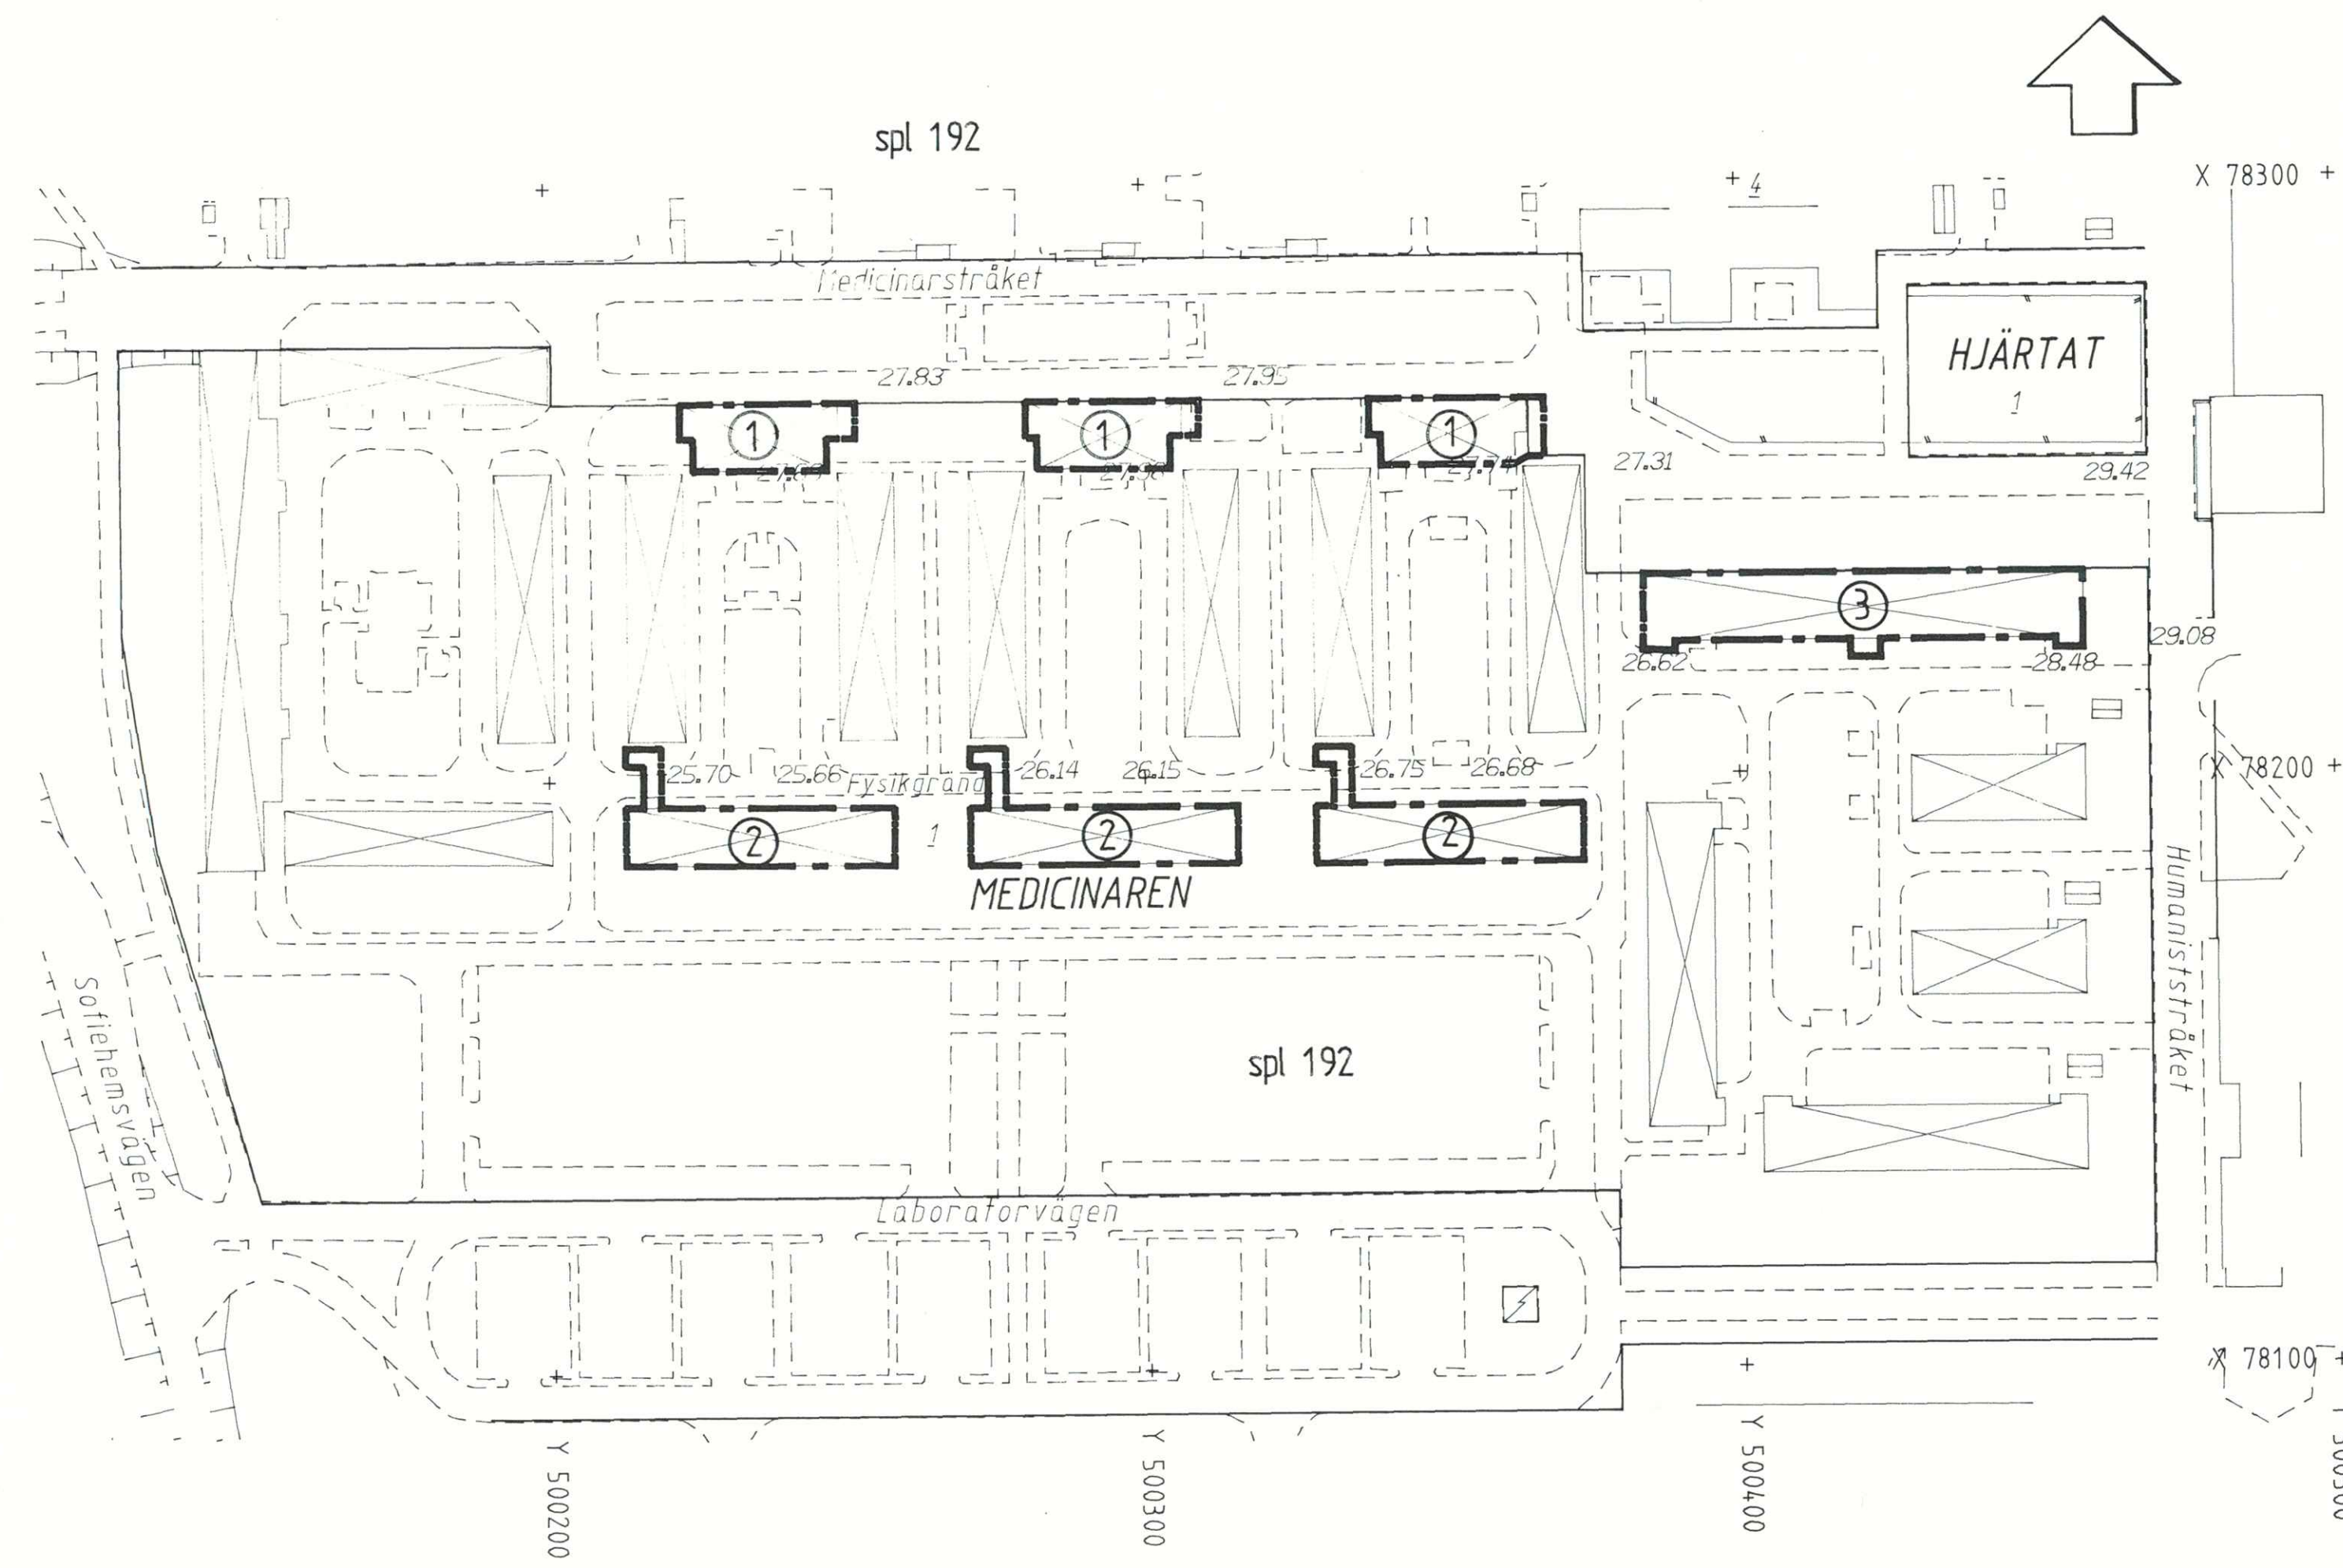 spl 192
4
X 78300
Medicinarstråket
HJÄRTAT
1
27.83
27.95
1
1
1
27.31
29.42
3
29.08
26.62
28.48
25.70
25.66
26.14
26.15
26.75
26.68
Fysikgränd
X 78200
2
1
2
2
MEDICINAREN
Humaniststråket
Sofiehemsvägen
spl 192
Laboratorvägen
X 78100
Y 500200
Y 500300
Y 500400